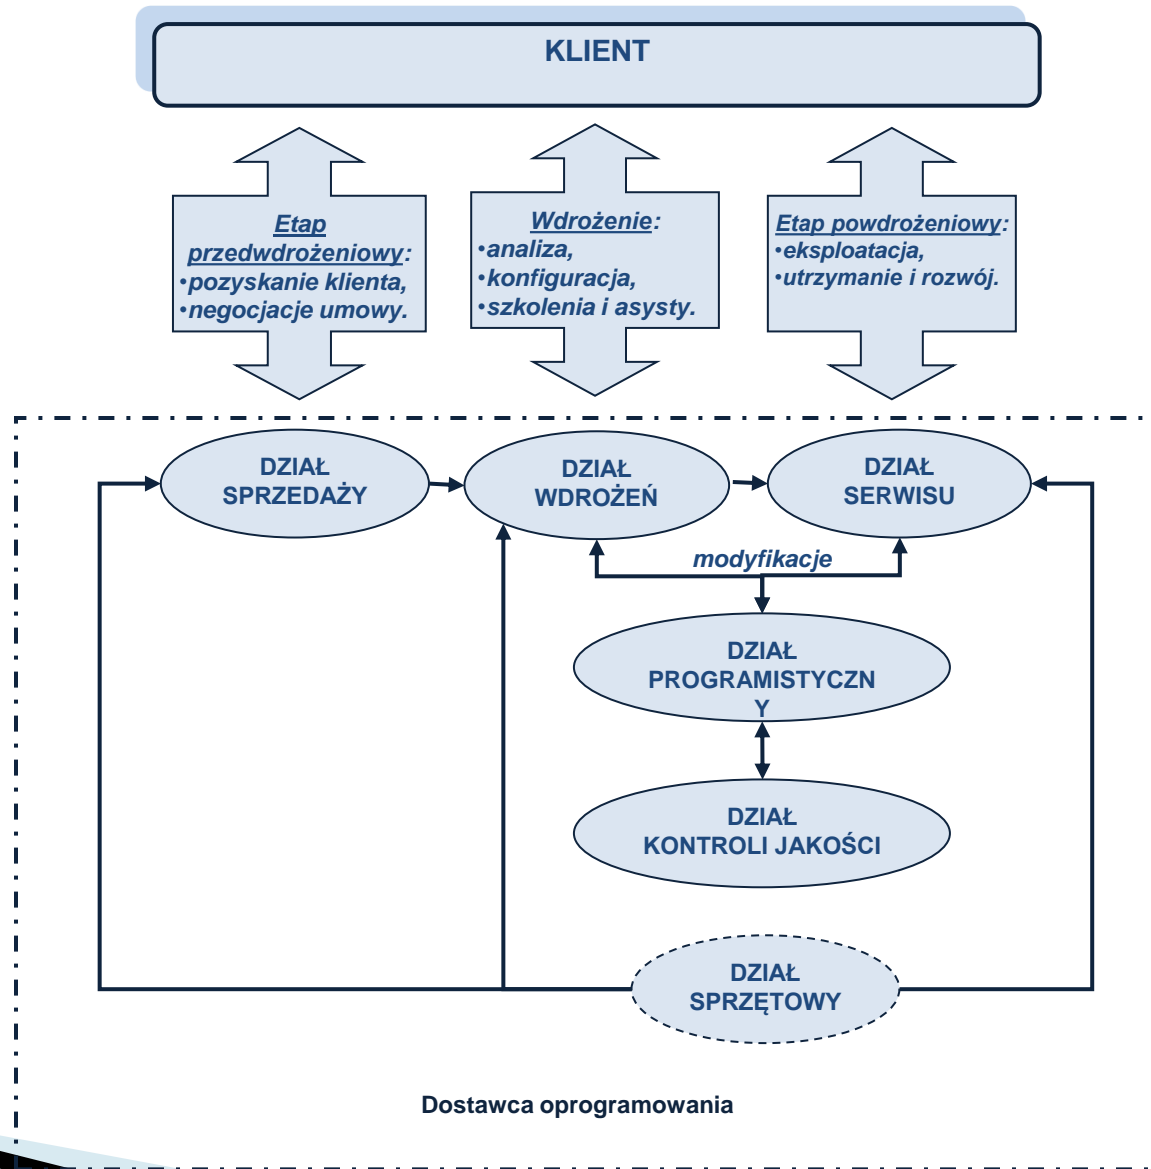 KLIENT
Etap
przedwdrożeniowy:
•pozyskanie klienta,
•negocjacje umowy.
Wdrożenie:
•analiza,
•konfiguracja,
•szkolenia i asysty.
Etap powdrożeniowy:
•eksploatacja,
•utrzymanie i rozwój.
DZIAŁ
SPRZEDAŻY
DZIAŁ
WDROŻEŃ
DZIAŁ
SERWISU
modyfikacje
DZIAŁ
PROGRAMISTYCZN
Y
DZIAŁ
KONTROLI JAKOŚCI
DZIAŁ
SPRZĘTOWY
Dostawca oprogramowania